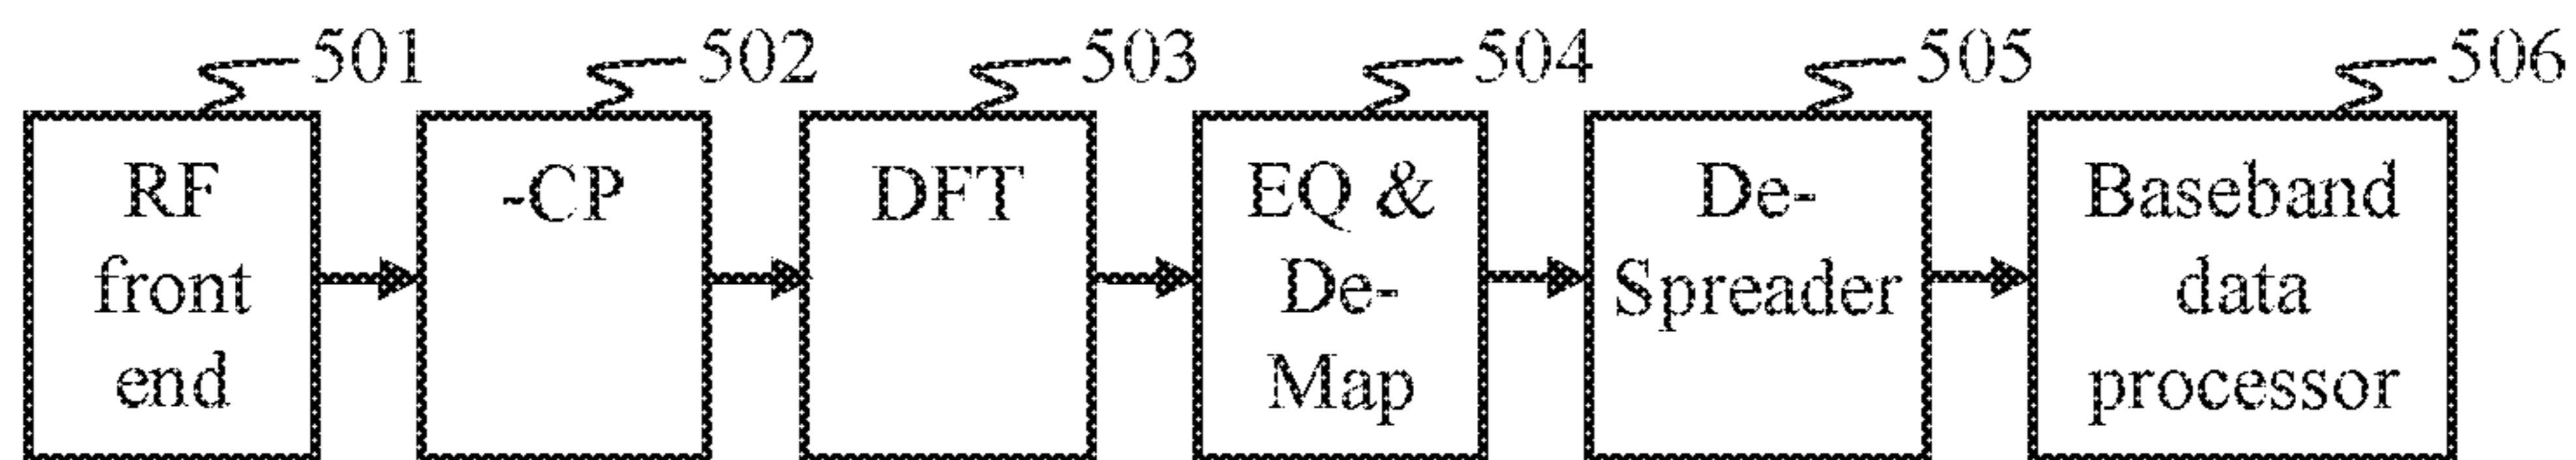 501 502 503 504 505 506
RF
front
end
-CP
DFT
EQ &
De-
Map
De-
Spreader
Baseband
data
processor